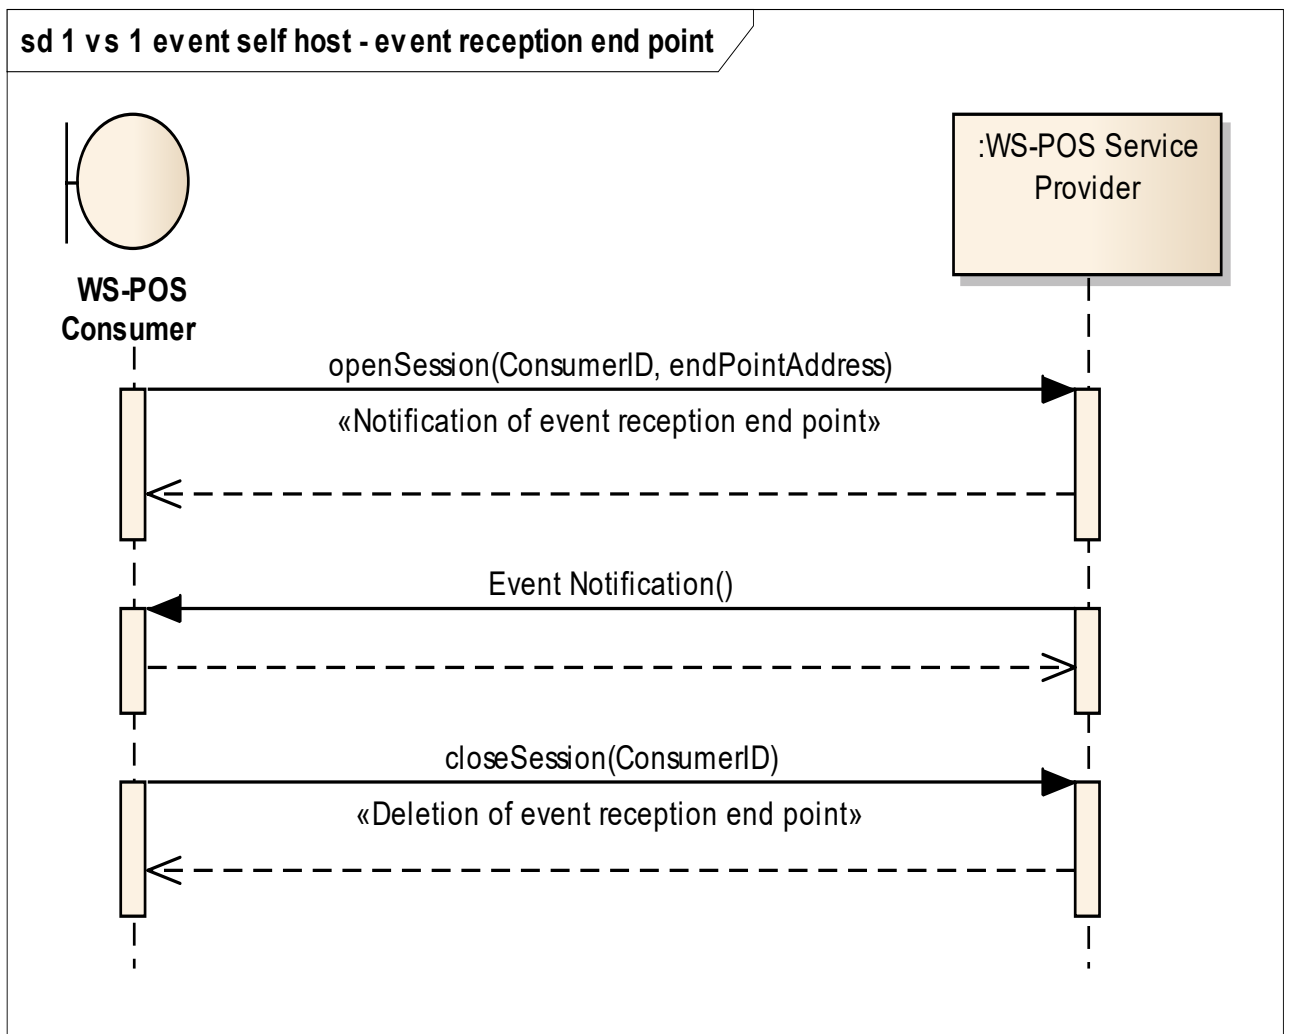 sd 1 vs 1 event self host - event reception end point
:WS-POS Service
Provider
WS-POS
Consumer
openSession(ConsumerID, endPointAddress)
«Notification of event reception end point»
Event Notification()
closeSession(ConsumerID)
«Deletion of event reception end point»